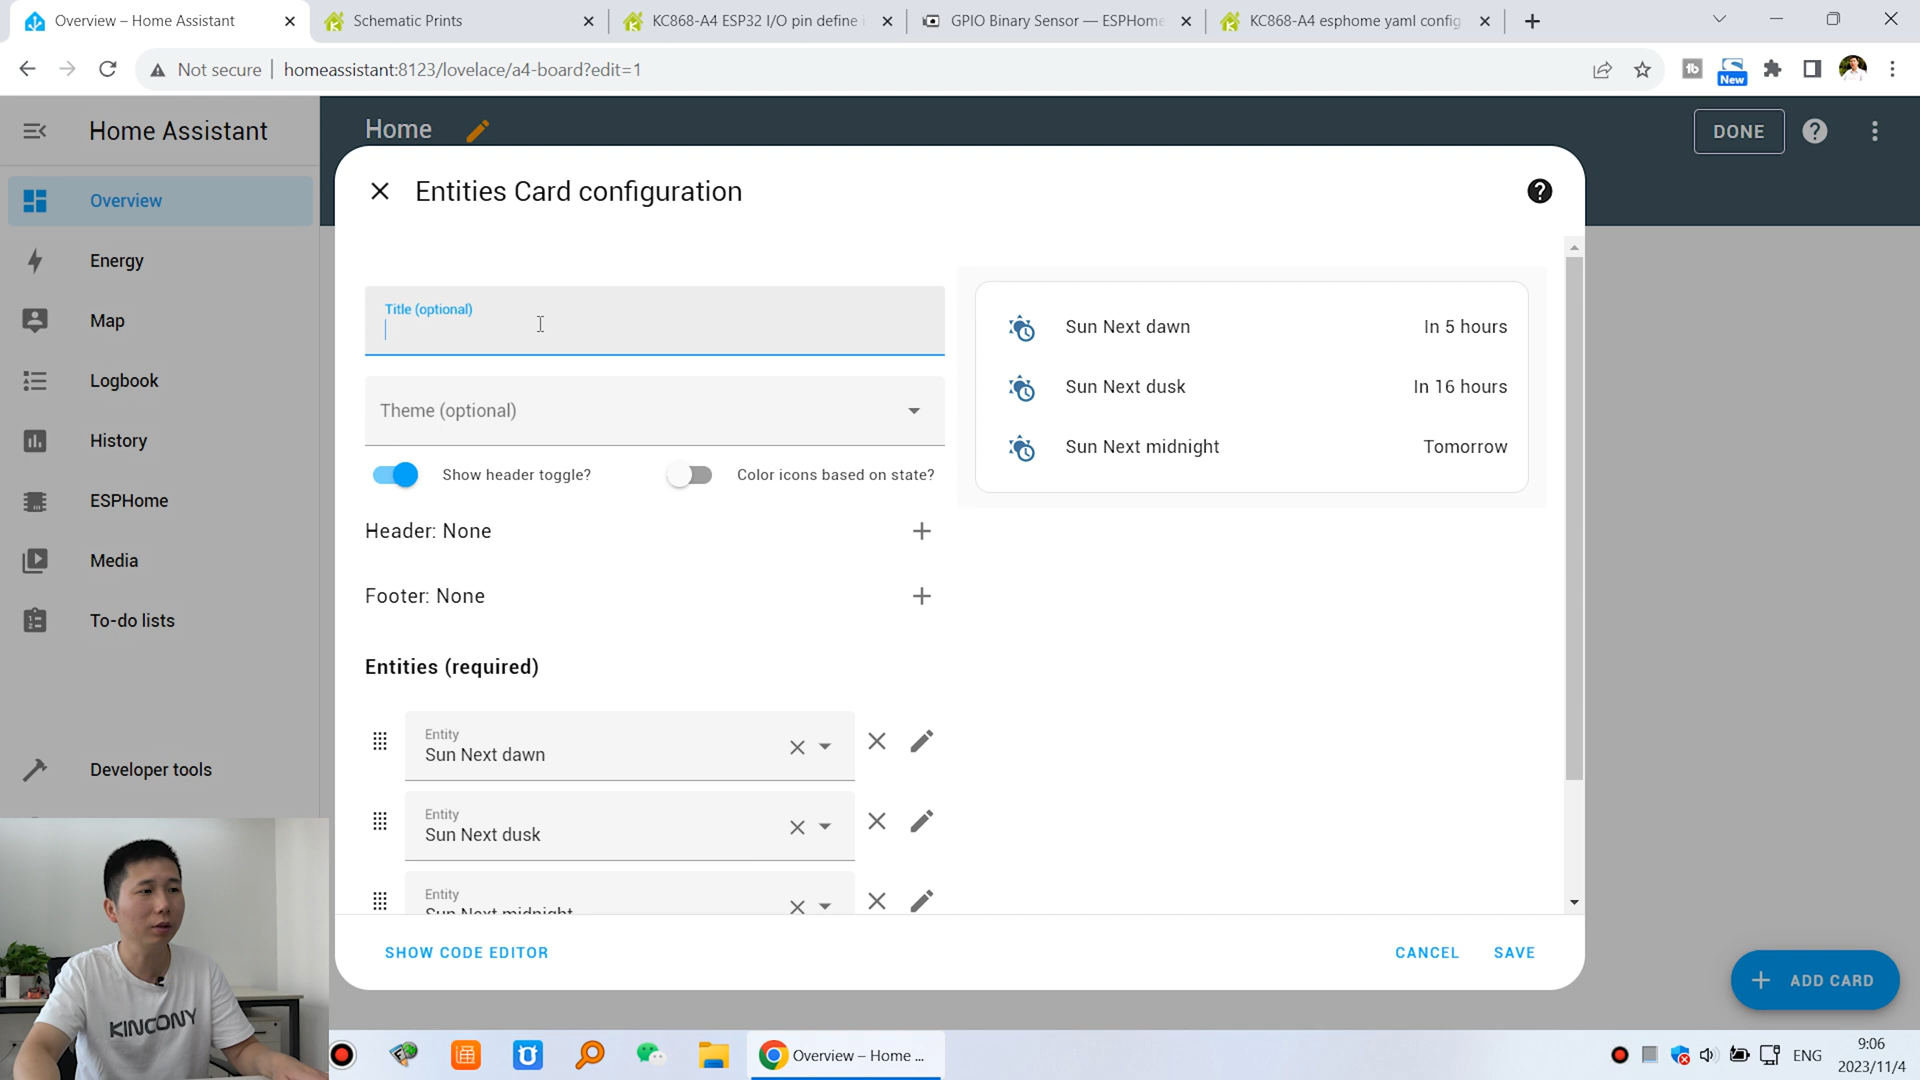 Overview – Home Assistant
Schematic Prints
KC868-A4 ESP32 I/O pin define i
GPIO Binary Sensor — ESPHome
KC868-A4 esphome yaml config
Not secure
homeassistant:8123/lovelace/a4-board?edit=1
New
Home Assistant
Home
DONE
Overview
Energy
Map
Logbook
History
ESPHome
Media
To-do lists
Developer tools
Entities Card configuration
Title (optional)
Theme (optional)
Show header toggle?
Color icons based on state?
Header: None
Footer: None
Entities (required)
Entity
Sun Next dawn
Entity
Sun Next dusk
Entity
Sun Next midnight
Sun Next dawn
In 5 hours
Sun Next dusk
In 16 hours
Sun Next midnight
Tomorrow
SHOW CODE EDITOR
CANCEL
SAVE
ADD CARD
KINCONY
Overview – Home ...
ENG
9:06
2023/11/4